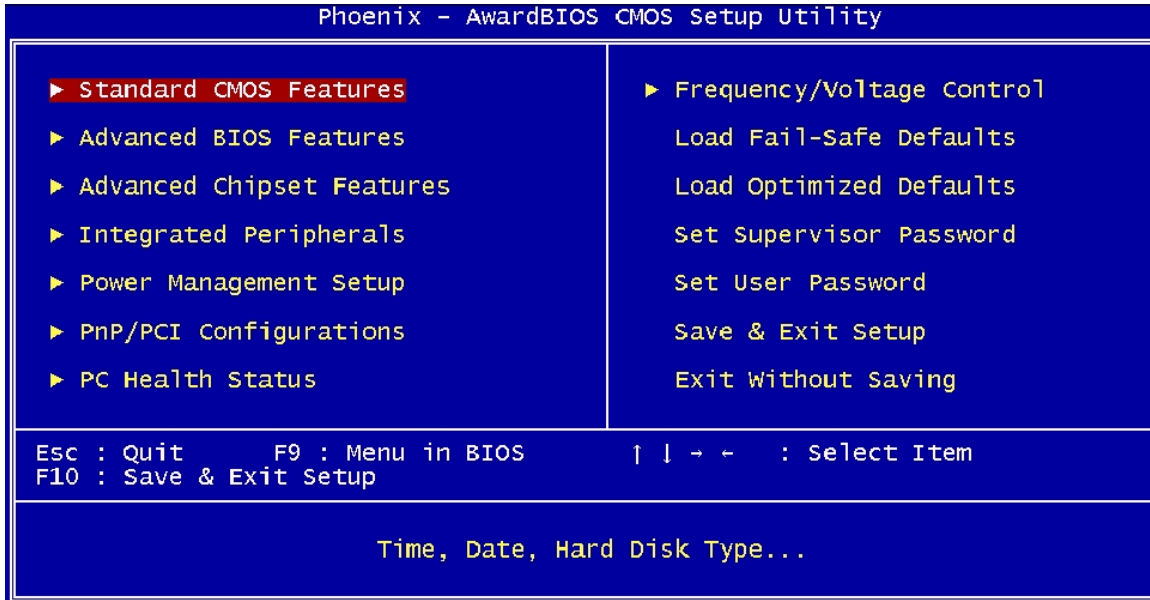 Phoenix - AwardBIOS CMOS Setup Utility
► Standard CMOS Features
► Advanced BIOS Features
► Advanced Chipset Features
► Integrated Peripherals
► Power Management Setup
► PnP/PCI Configurations
► PC Health Status
► Frequency/Voltage Control
Load Fail-Safe Defaults
Load Optimized Defaults
Set Supervisor Password
Set User Password
Save & Exit Setup
Exit Without Saving
Esc : Quit F9 : Menu in BIOS ↑ ↓ → ← : Select Item
F10 : Save & Exit Setup
Time, Date, Hard Disk Type...